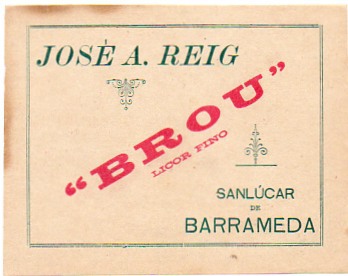 JOSÉ A. REIG
"BROU"
LICOR FINO
SANLÚCAR
DE
BARRAMEDA